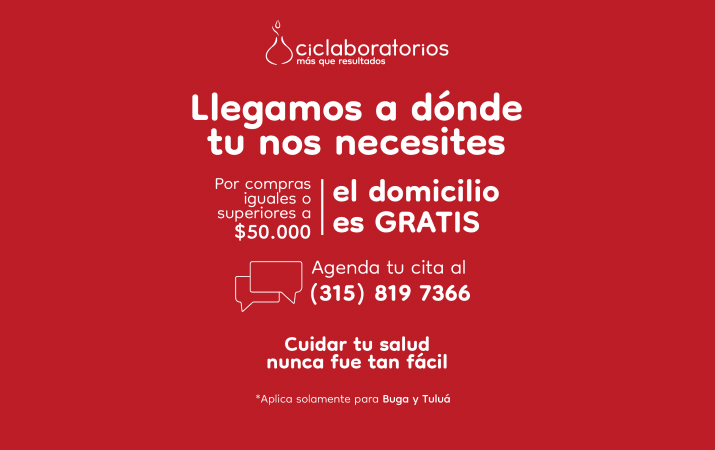 ciclaboratorios
más que resultados
Llegamos a dónde
tu nos necesites
Por compras
iguales o
superiores a
$50.000
el domicilio
es GRATIS
Agenda tu cita al
(315) 819 7366
Cuidar tu salud
nunca fue tan fácil
*Aplica solamente para Buga y Tuluá